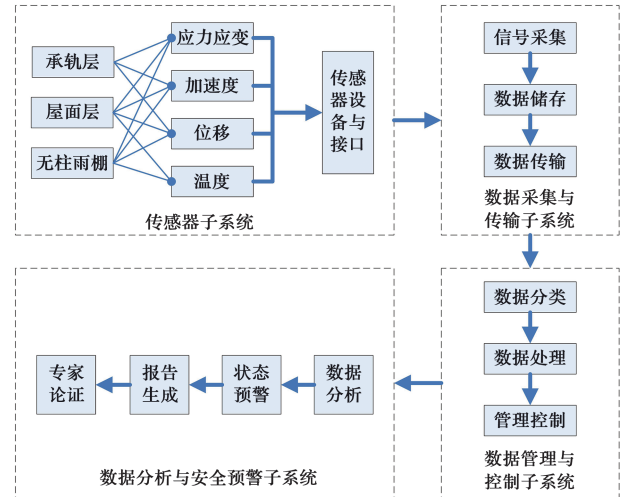 承轨层
屋面层
无柱雨棚
应力应变
加速度
位移
温度
传感
器设
备与
接口
传感器子系统
信号采集
数据储存
数据传输
数据采集与
传输子系统
数据分类
数据处理
管理控制
数据管理与
控制子系统
数据
分析
状态
预警
报告
生成
专家
论证
数据分析与安全预警子系统